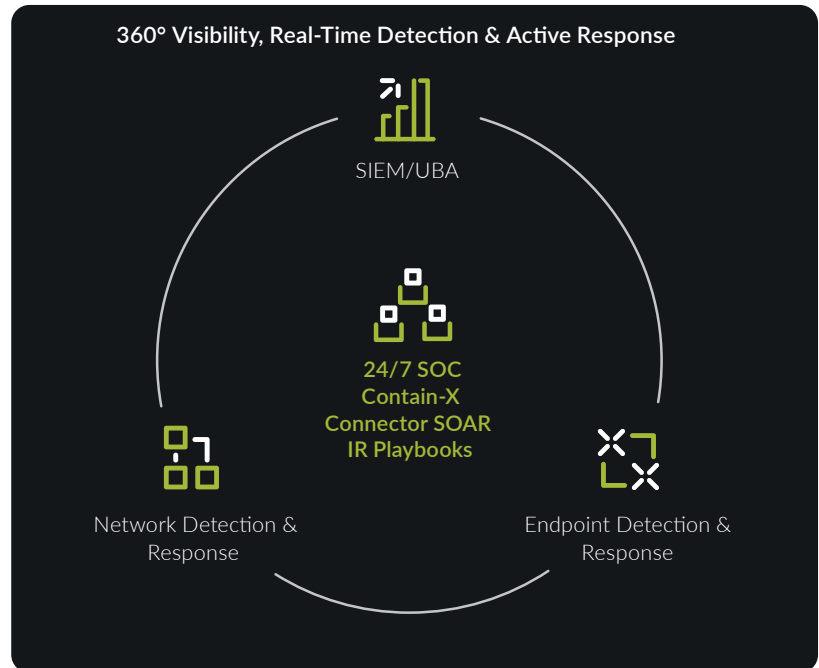 360° Visibility, Real-Time Detection & Active Response
SIEM/UBA
24/7 SOC
Contain-X
Connector SOAR
IR Playbooks
Network Detection &
Response
Endpoint Detection &
Response